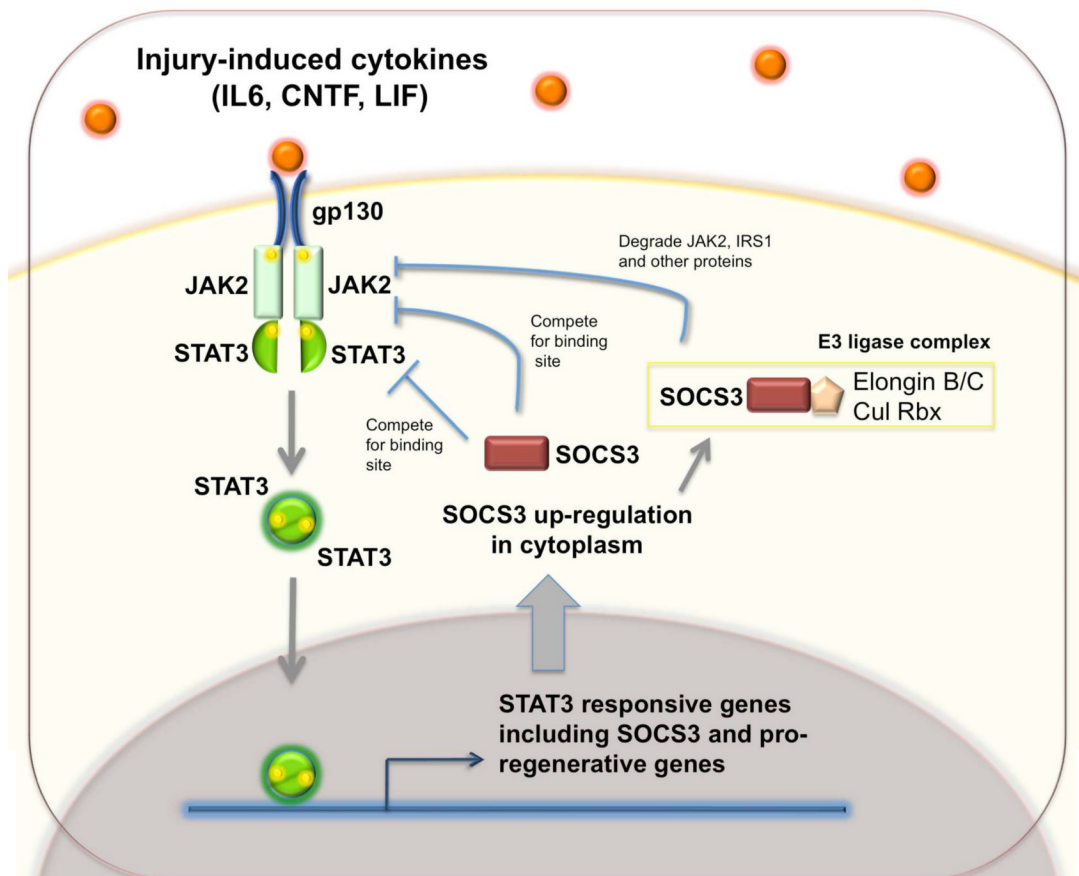 Injury-induced cytokines
(IL6, CNTF, LIF)
gp130
JAK2
JAK2
STAT3
STAT3
Degrade JAK2, IRS1
and other proteins
Compete
for binding
site
E3 ligase complex
SOCS3
Elongin B/C
Cul Rbx
Compete
for binding
site
SOCS3
STAT3
STAT3
SOCS3 up-regulation
in cytoplasm
STAT3 responsive genes
including SOCS3 and pro-
regenerative genes